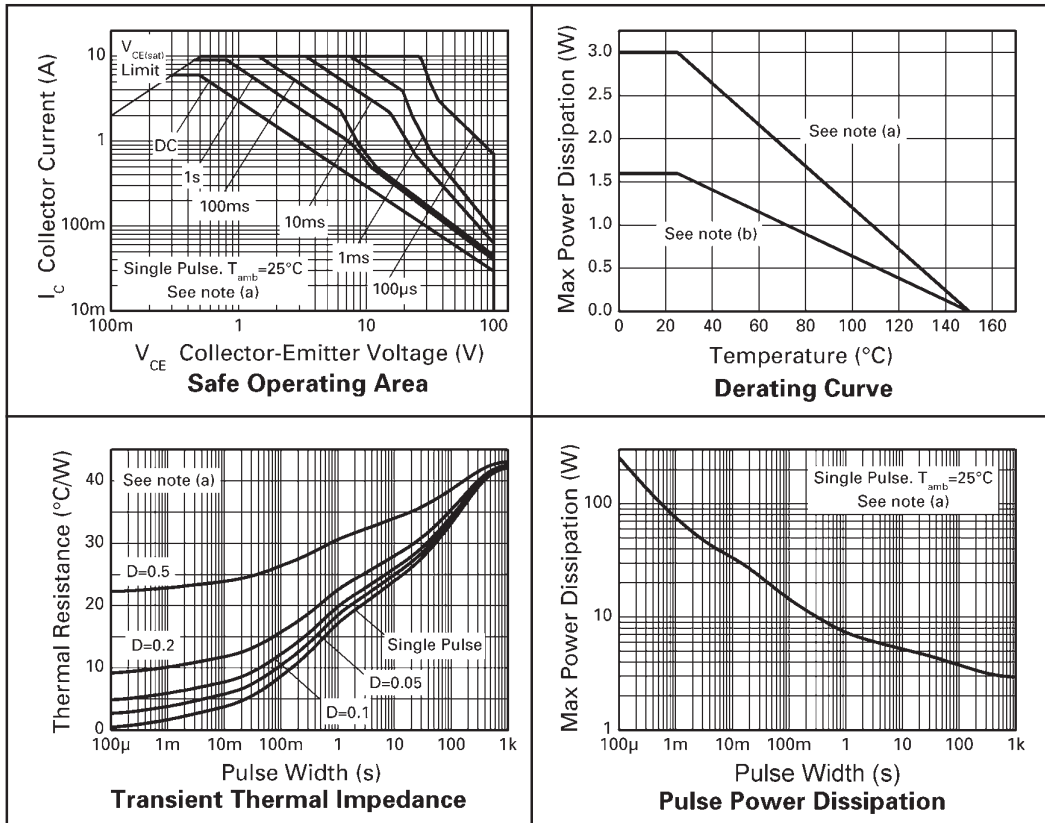 V_CE(sat)
Limit
10
1
100m
10m
I_C Collector Current (A)
DC
1s
100ms
10ms
1ms
100µs
Single Pulse. T_amb=25°C
See note (a)
100m 1 10 100
V_CE Collector-Emitter Voltage (V)
Safe Operating Area
Max Power Dissipation (W)
3.0
2.5
2.0
1.5
1.0
0.5
0.0
See note (a)
See note (b)
0 20 40 60 80 100 120 140 160
Temperature (°C)
Derating Curve
Thermal Resistance (°C/W)
40
30
20
10
0
See note (a)
D=0.5
D=0.2
Single Pulse
D=0.05
D=0.1
100µ 1m 10m 100m 1 10 100 1k
Pulse Width (s)
Transient Thermal Impedance
Max Power Dissipation (W)
100
10
1
Single Pulse. T_amb=25°C
See note (a)
100µ 1m 10m 100m 1 10 100 1k
Pulse Width (s)
Pulse Power Dissipation